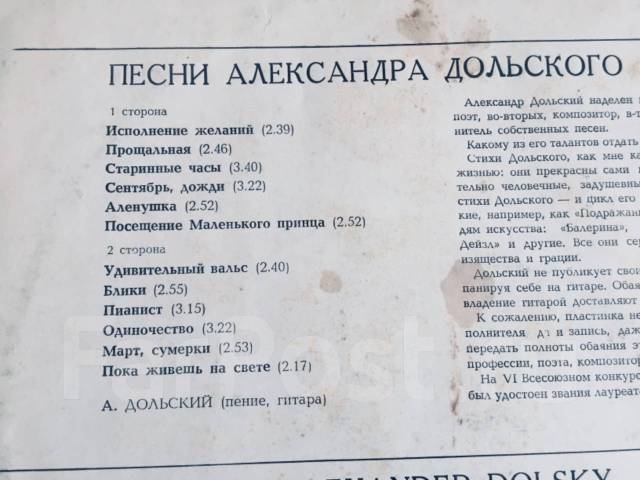 ПЕСНИ АЛЕКСАНДРА ДОЛЬСКОГО
1 сторона
Исполнение желаний (2.39)
Прощальная (2.46)
Старинные часы (3.40)
Сентябрь, дожди (3.22)
Аленушка (2.52)
Посещение Маленького принца (2.52)
2 сторона
Удивительный вальс (2.40)
Блики (2.55)
Пианист (3.15)
Одиночество (3.22)
Март, сумерки (2.53)
Пока живешь на свете (2.17)
А. ДОЛЬСКИЙ (пение, гитара)
Александр Дольский наделен
поэт, во-вторых, композитор, в-т
нитель собственных песен.
Какому из его талантов отдать
Стихи Дольского, как мне ка
жизнью: они прекрасны сами
тельно человечные, задушевны
стихи Дольского — и цикл его
кие, например, как «Подражан
дям искусства: «Балерина»,
Дейзл» и другие. Все они сер
изящества и грации.
Дольский не публикует свои
панируя себе на гитаре. Обая
владение гитарой доставляют
К сожалению, пластинка не
полнителя и запись, даж
передать полноты обаяния эт
профессии, поэта, композитор
На VI Всесоюзном конкурс
был удостоен звания лауреат
DOLSKY